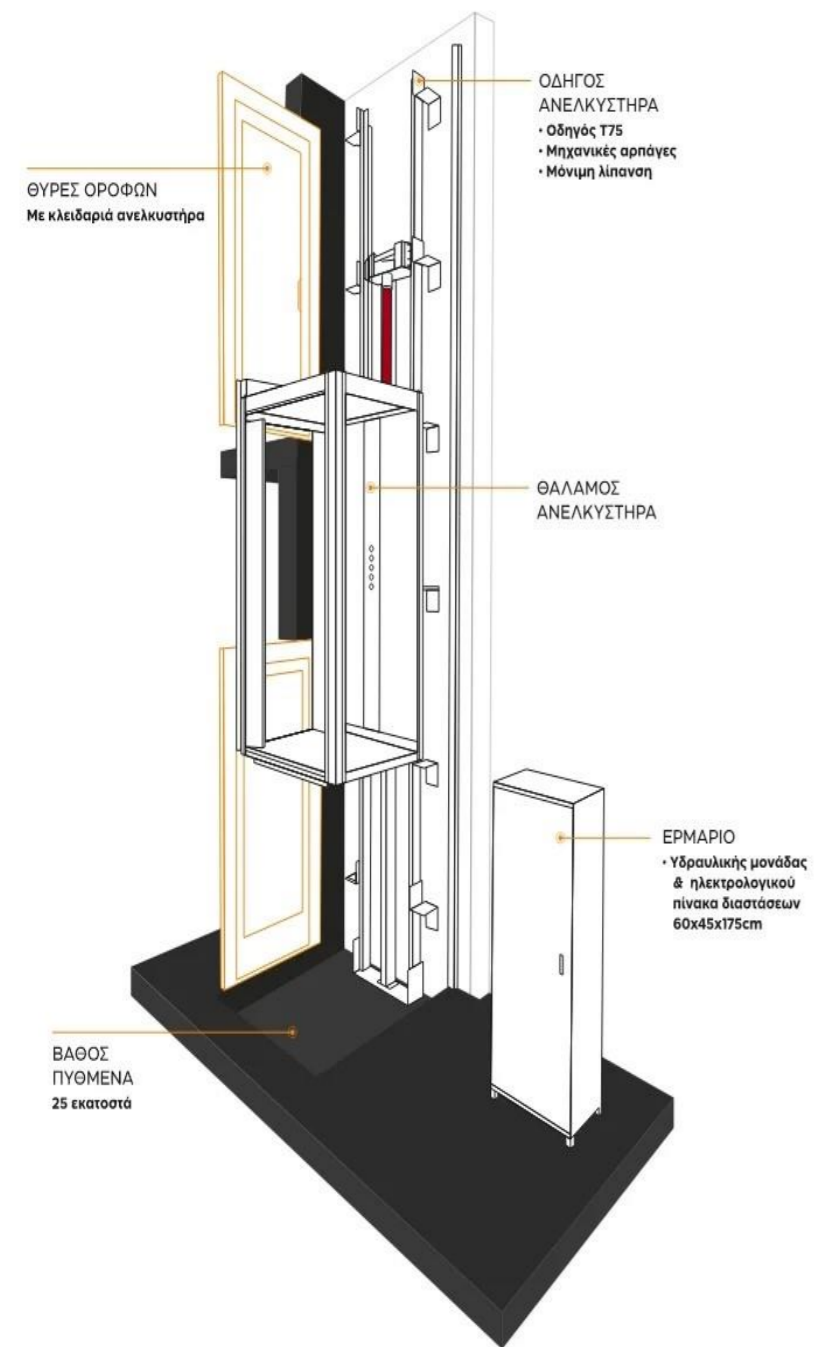 ΟΔΗΓΟΣ
ΑΝΕΛΚΥΣΤΗΡΑ
• Οδηγός T75
• Μηχανικές αρπάγες
• Μόνιμη λίπανση
ΘΥΡΕΣ ΟΡΟΦΩΝ
Με κλειδαριά ανελκυστήρα
ΘΑΛΑΜΟΣ
ΑΝΕΛΚΥΣΤΗΡΑ
ΕΡΜΑΡΙΟ
• Υδραυλικής μονάδας
& ηλεκτρολογικού
πίνακα διαστάσεων
60x45x175cm
ΒΑΘΟΣ
ΠΥΘΜΕΝΑ
25 εκατοστά